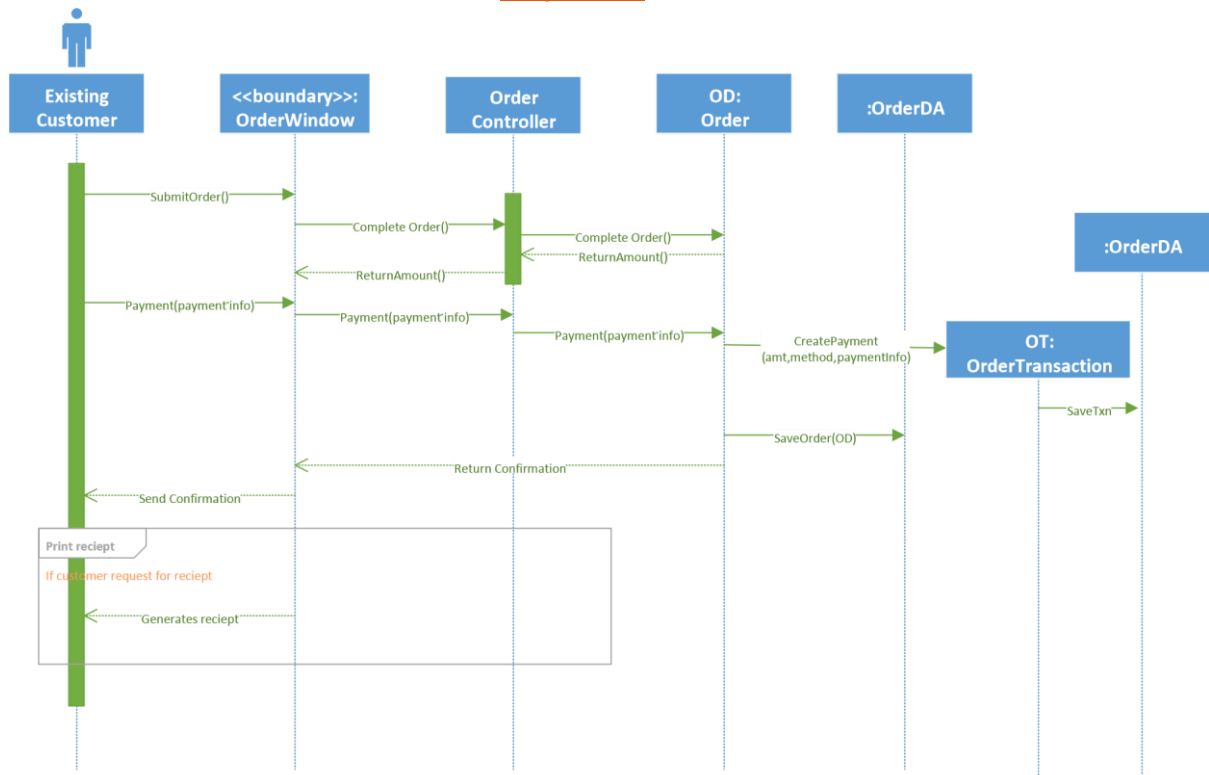 Existing
Customer
<<boundary>>:
OrderWindow
Order
Controller
OD:
Order
:OrderDA
:OrderDA
SubmitOrder()
Complete Order()
Complete Order()
ReturnAmount()
ReturnAmount()
Payment(payment info)
Payment(payment info)
Payment(payment info)
CreatePayment
(amt,method,paymentInfo)
OT:
OrderTransaction
SaveTxn
SaveOrder(OD)
Return Confirmation
Send Confirmation
Print reciept
If customer request for reciept
Generates reciept